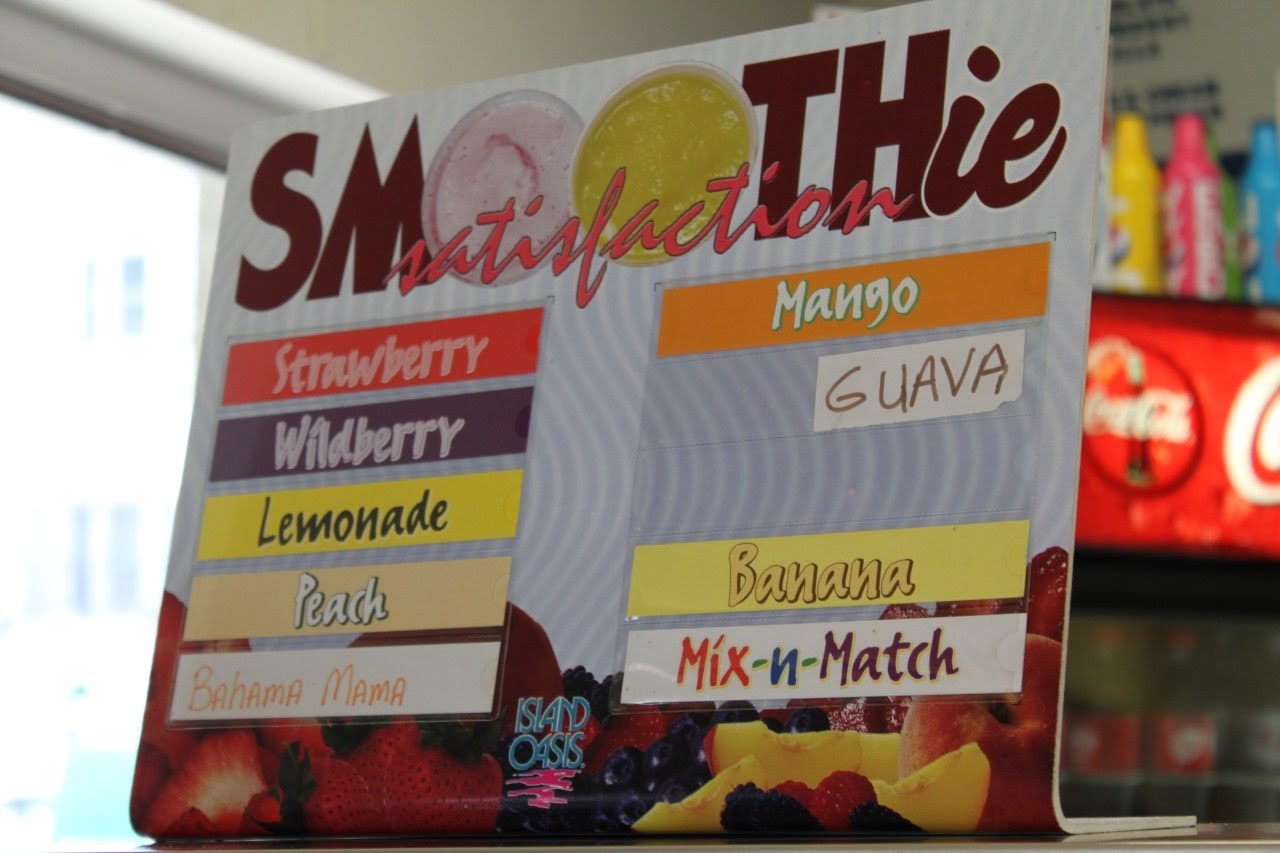 SMOOTHie
satisfaction
Strawberry
Wildberry
Lemonade
Peach
BAHAMA MAMA
Mango
GUAVA
Banana
Mix-n-Match
ISLAND
OASIS
Coca-Cola